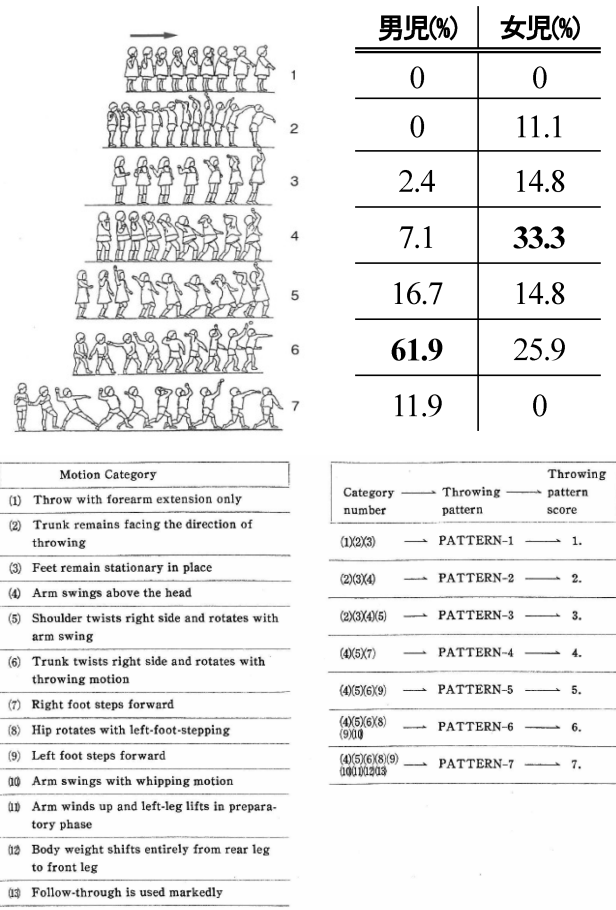 男児(%) 女児(%)
1 0 0
2 0 11.1
3 2.4 14.8
4 7.1 33.3
5 16.7 14.8
6 61.9 25.9
7 11.9 0
Motion Category
(1) Throw with forearm extension only
(2) Trunk remains facing the direction of
throwing
(3) Feet remain stationary in place
(4) Arm swings above the head
(5) Shoulder twists right side and rotates with
arm swing
(6) Trunk twists right side and rotates with
throwing motion
(7) Right foot steps forward
(8) Hip rotates with left-foot-stepping
(9) Left foot steps forward
(10) Arm swings with whipping motion
(11) Arm winds up and left-leg lifts in prepara-
tory phase
(12) Body weight shifts entirely from rear leg
to front leg
(13) Follow-through is used markedly
Throwing
Category → Throwing → pattern
number pattern score
(1)(2)(3) → PATTERN-1 → 1.
(2)(3)(4) → PATTERN-2 → 2.
(2)(3)(4)(5) → PATTERN-3 → 3.
(4)(5)(7) → PATTERN-4 → 4.
(4)(5)(6)(9) → PATTERN-5 → 5.
(4)(5)(6)(8)
(9)(10) → PATTERN-6 → 6.
(4)(5)(6)(8)(9)
(10)(11)(12)(13) → PATTERN-7 → 7.